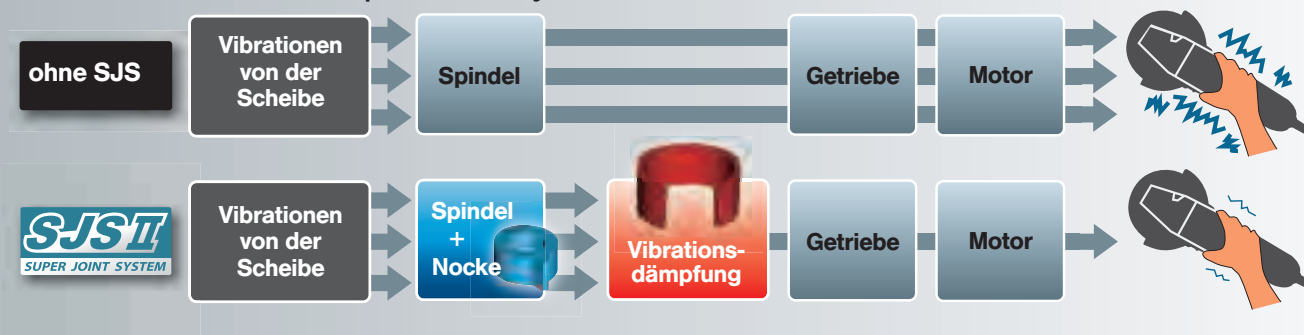 ohne SJS
Vibrationen
von der
Scheibe
Spindel
Getriebe
Motor
SJS II
SUPER JOINT SYSTEM
Vibrationen
von der
Scheibe
Spindel
+
Nocke
Vibrations-
dämpfung
Getriebe
Motor